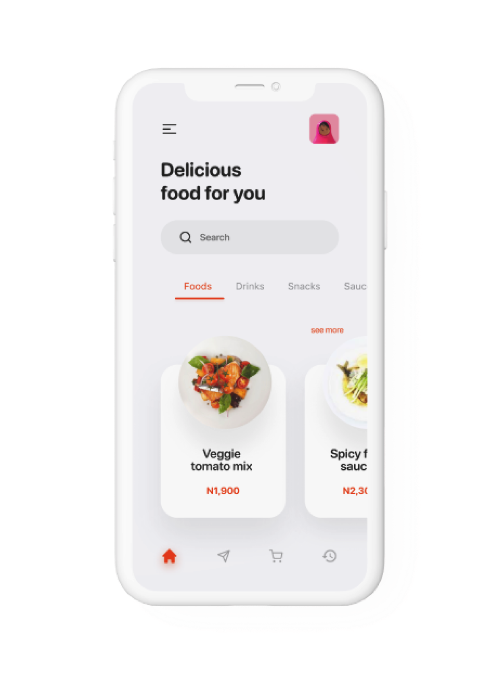 Delicious
food for you
Search
Foods Drinks Snacks Sauc
see more
Veggie
tomato mix
Spicy f
sauc
N1,900
N2,30